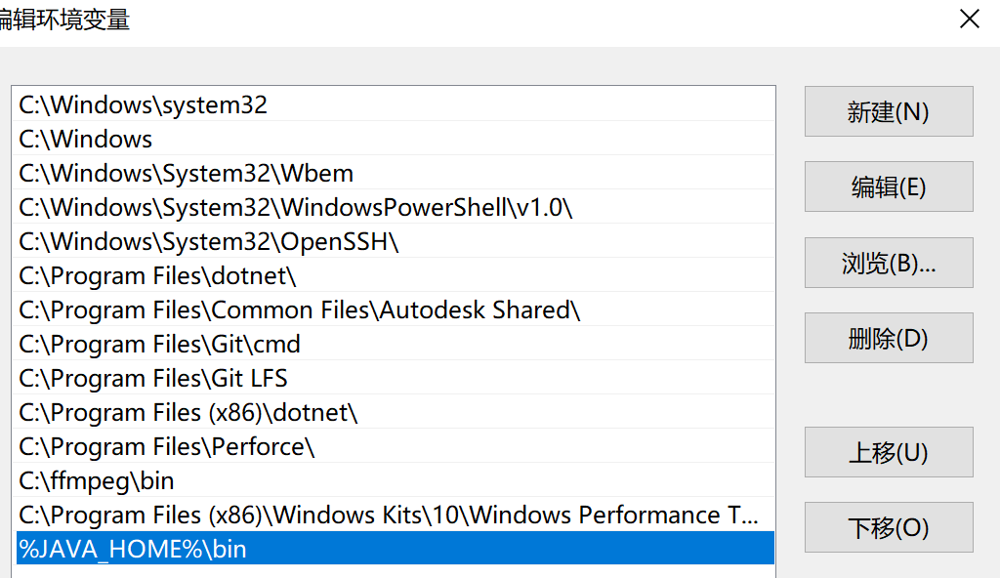 编辑环境变量
C:\Windows\system32
C:\Windows
C:\Windows\System32\Wbem
C:\Windows\System32\WindowsPowerShell\v1.0\
C:\Windows\System32\OpenSSH\
C:\Program Files\dotnet\
C:\Program Files\Common Files\Autodesk Shared\
C:\Program Files\Git\cmd
C:\Program Files\Git LFS
C:\Program Files (x86)\dotnet\
C:\Program Files\Perforce\
C:\ffmpeg\bin
C:\Program Files (x86)\Windows Kits\10\Windows Performance T...
%JAVA_HOME%\bin
新建(N)
编辑(E)
浏览(B)...
删除(D)
上移(U)
下移(O)